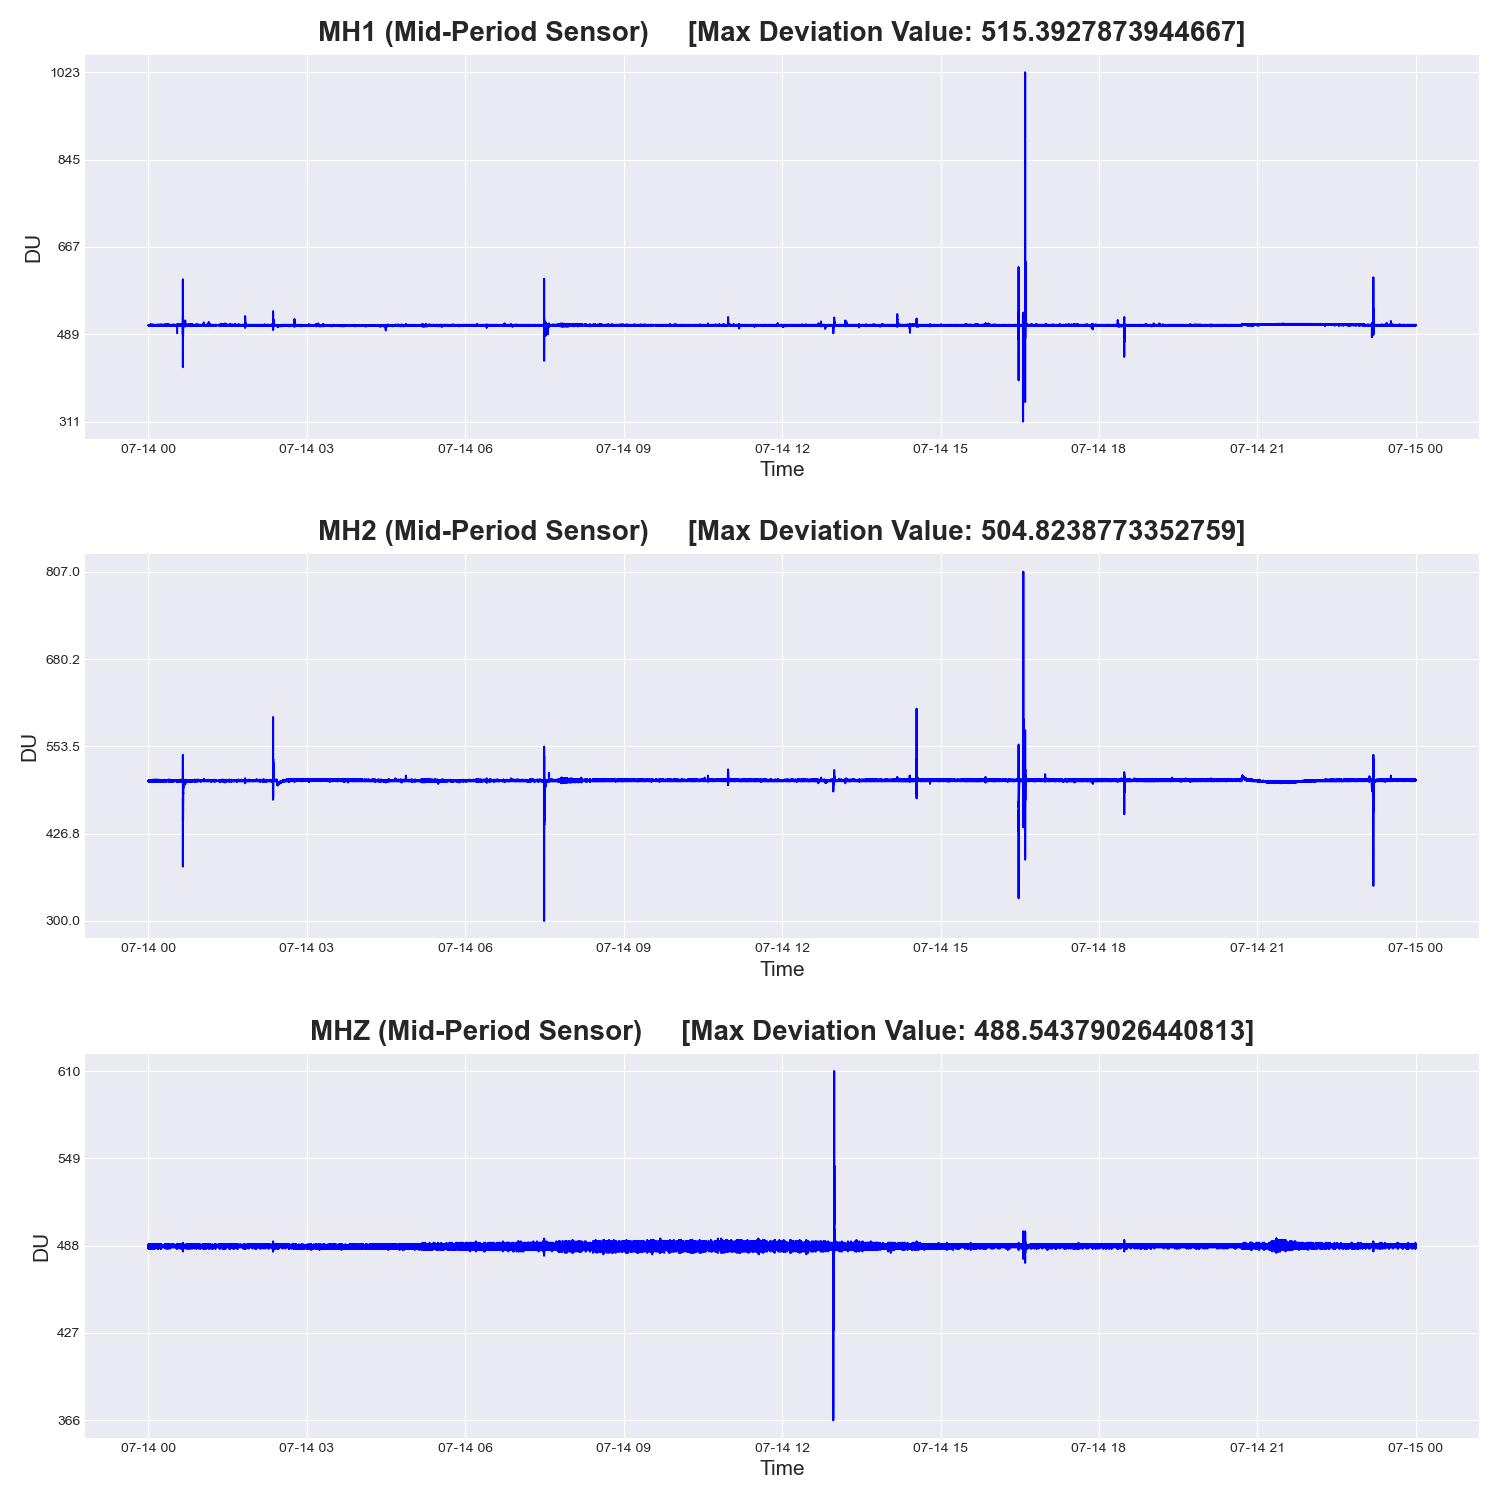 MH1 (Mid-Period Sensor) [Max Deviation Value: 515.3927873944667]
1023
845
667
489
311
DU
07-14 00 07-14 03 07-14 06 07-14 09 07-14 12 07-14 15 07-14 18 07-14 21 07-15 00
Time
MH2 (Mid-Period Sensor) [Max Deviation Value: 504.8238773352759]
807.0
680.2
553.5
426.8
300.0
DU
07-14 00 07-14 03 07-14 06 07-14 09 07-14 12 07-14 15 07-14 18 07-14 21 07-15 00
Time
MHZ (Mid-Period Sensor) [Max Deviation Value: 488.54379026440813]
610
549
488
427
366
DU
07-14 00 07-14 03 07-14 06 07-14 09 07-14 12 07-14 15 07-14 18 07-14 21 07-15 00
Time